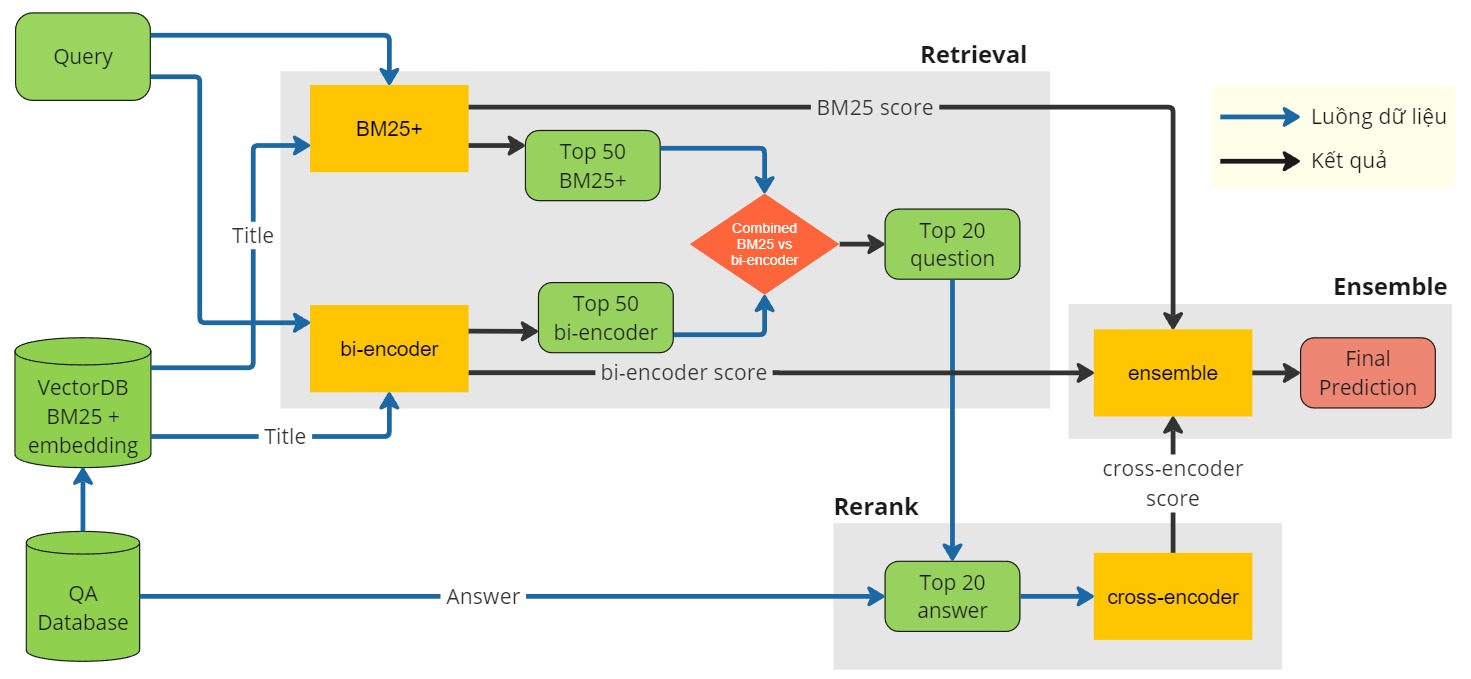 Query
Retrieval
BM25+
BM25 score
Luồng dữ liệu
Kết quả
Top 50
BM25+
Title
Combined
BM25 vs
bi-encoder
Top 20
question
Ensemble
Top 50
bi-encoder
bi-encoder
bi-encoder score
ensemble
Final
Prediction
VectorDB
BM25 +
embedding
Title
cross-encoder
score
Rerank
QA
Database
Answer
Top 20
answer
cross-encoder